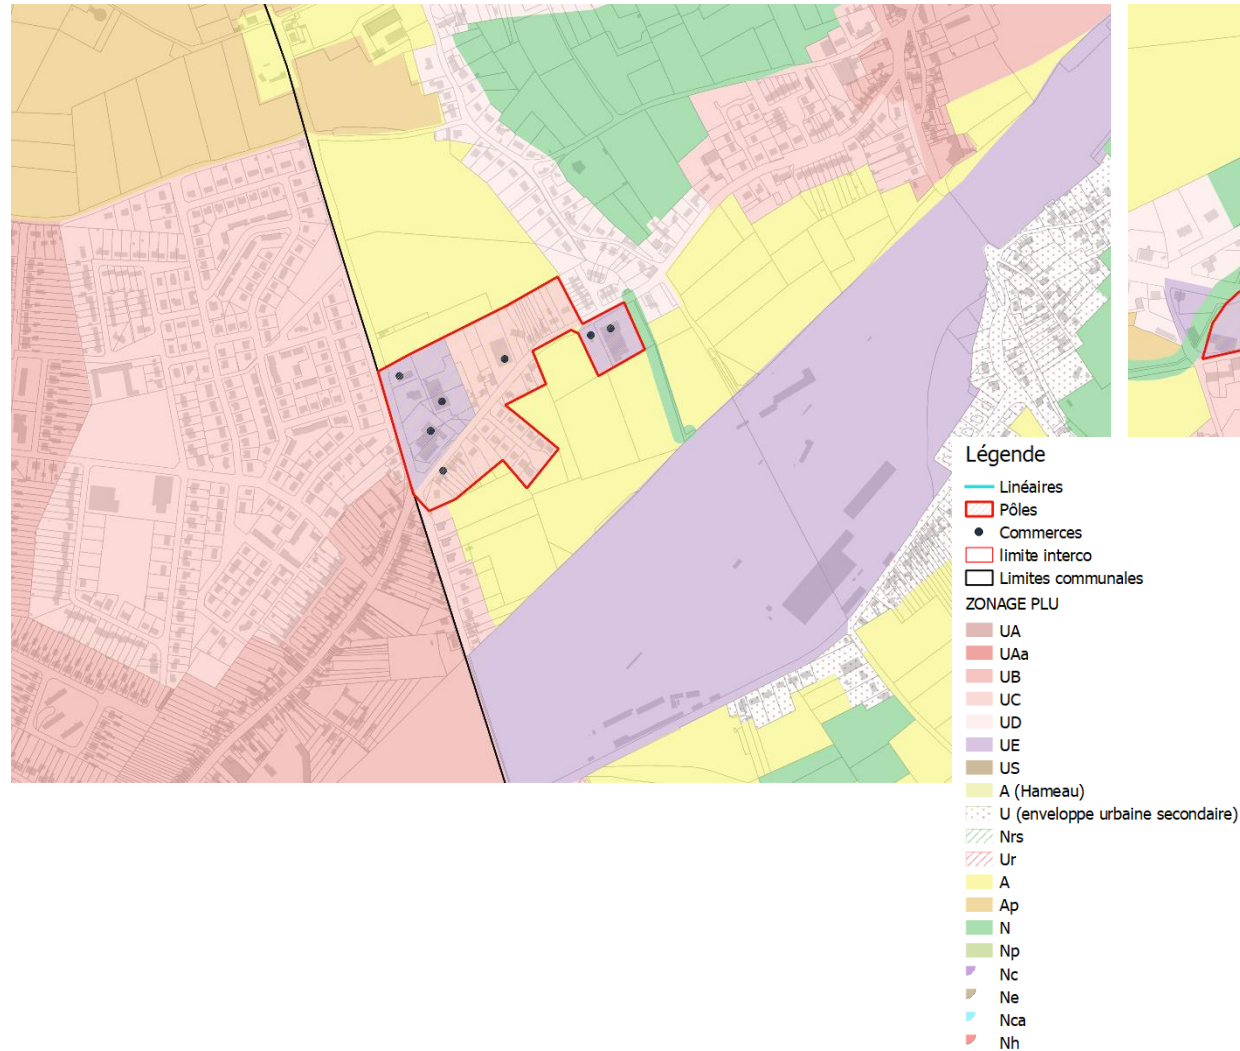 Légende
Linéaires
Pôles
Commerces
limite interco
Limites communales
ZONAGE PLU
UA
UAa
UB
UC
UD
UE
US
A (Hameau)
U (enveloppe urbaine secondaire)
Nrs
Ur
A
Ap
N
Np
Nc
Ne
Nca
Nh